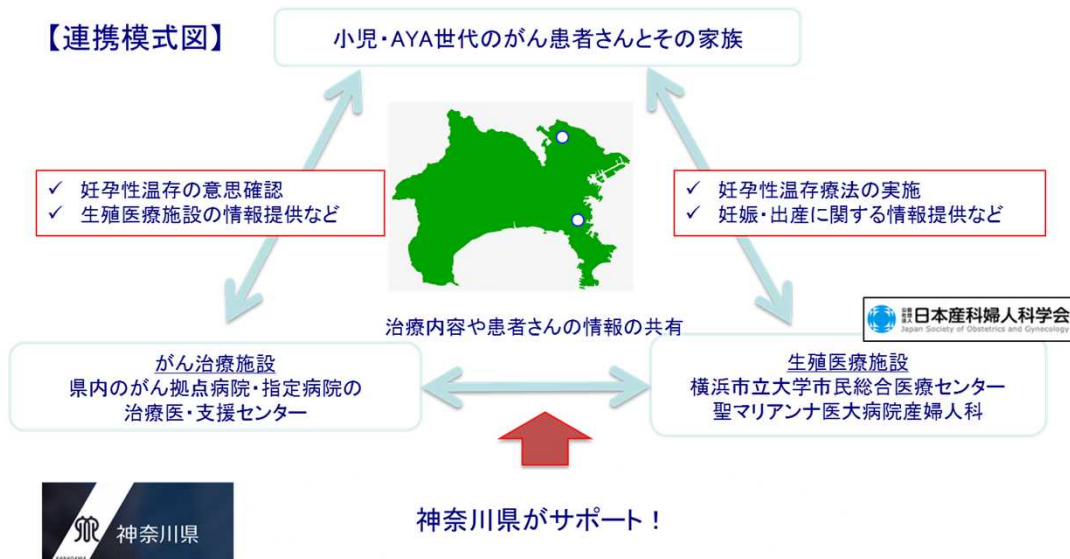 【連携模式図】
小児・AYA世代のがん患者さんとその家族
✓ 妊孕性温存の意思確認
✓ 生殖医療施設の情報提供など
✓ 妊孕性温存療法の実施
✓ 妊娠・出産に関する情報提供など
公益社団法人 日本産科婦人科学会
Japan Society of Obstetrics and Gynecology
治療内容や患者さんの情報の共有
がん治療施設
県内のがん拠点病院・指定病院の
治療医・支援センター
生殖医療施設
横浜市立大学市民総合医療センター
聖マリアンナ医大病院産婦人科
神奈川県がサポート！
神奈川県